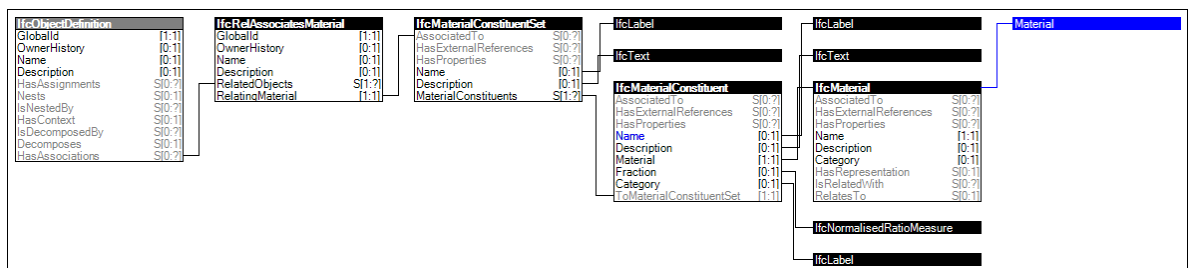 IfcObjectDefinition
GlobalId [1:1]
OwnerHistory [0:1]
Name [0:1]
Description [0:1]
HasAssignments S[0:?]
Nests S[0:1]
IsNestedBy S[0:?]
HasContext S[0:1]
IsDecomposedBy S[0:?]
Decomposes S[0:1]
HasAssociations S[0:?]
IfcRelAssociatesMaterial
GlobalId [1:1]
OwnerHistory [0:1]
Name [0:1]
Description [0:1]
RelatedObjects S[1:?]
RelatingMaterial [1:1]
IfcMaterialConstituentSet
AssociatedTo S[0:?]
HasExternalReferences S[0:?]
HasProperties S[0:?]
Name [0:1]
Description [0:1]
MaterialConstituents S[1:?]
IfcLabel
IfcText
IfcMaterialConstituent
AssociatedTo S[0:?]
HasExternalReferences S[0:?]
HasProperties S[0:?]
Name [0:1]
Description [0:1]
Material [1:1]
Fraction [0:1]
Category [0:1]
ToMaterialConstituentSet [1:1]
IfcLabel
IfcText
IfcMaterial
AssociatedTo S[0:?]
HasExternalReferences S[0:?]
HasProperties S[0:?]
Name [1:1]
Description [0:1]
Category [0:1]
HasRepresentation S[0:1]
IsRelatedWith S[0:?]
RelatesTo S[0:1]
IfcNormalisedRatioMeasure
IfcLabel
Material